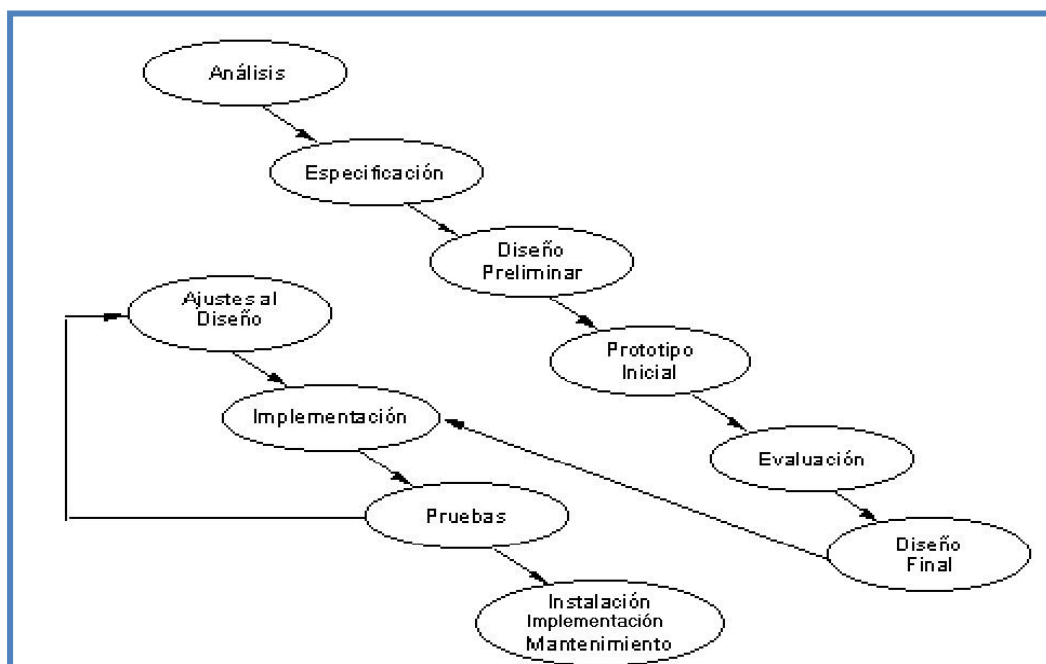 Análisis
Especificación
Diseño
Preliminar
Prototipo
Inicial
Evaluación
Diseño
Final
Ajustes al
Diseño
Implementación
Pruebas
Instalación
Implementación
Mantenimiento